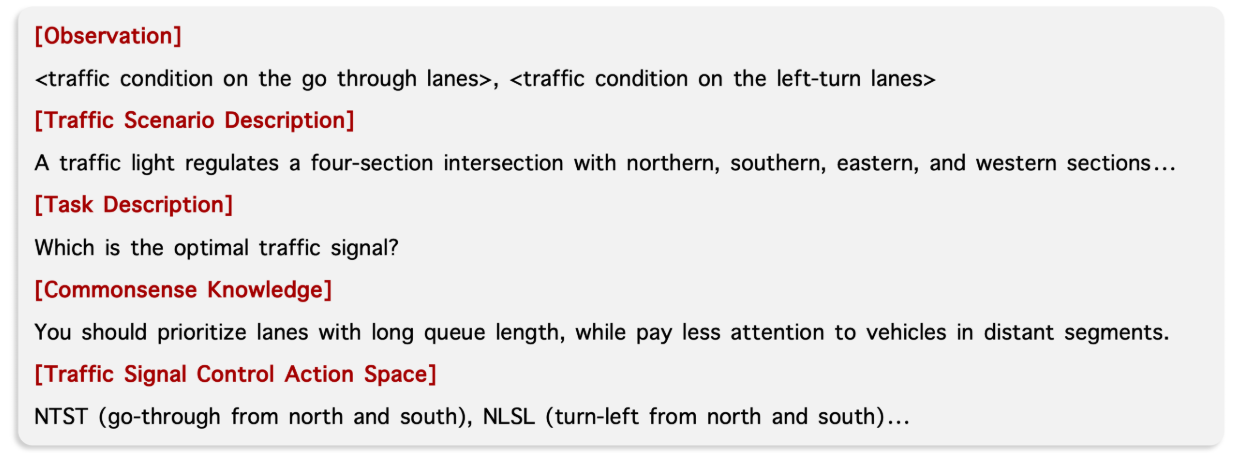 [Observation]
<traffic condition on the go through lanes>, <traffic condition on the left-turn lanes>
[Traffic Scenario Description]
A traffic light regulates a four-section intersection with northern, southern, eastern, and western sections...
[Task Description]
Which is the optimal traffic signal?
[Commonsense Knowledge]
You should prioritize lanes with long queue length, while pay less attention to vehicles in distant segments.
[Traffic Signal Control Action Space]
NTST (go-through from north and south), NLSL (turn-left from north and south)...